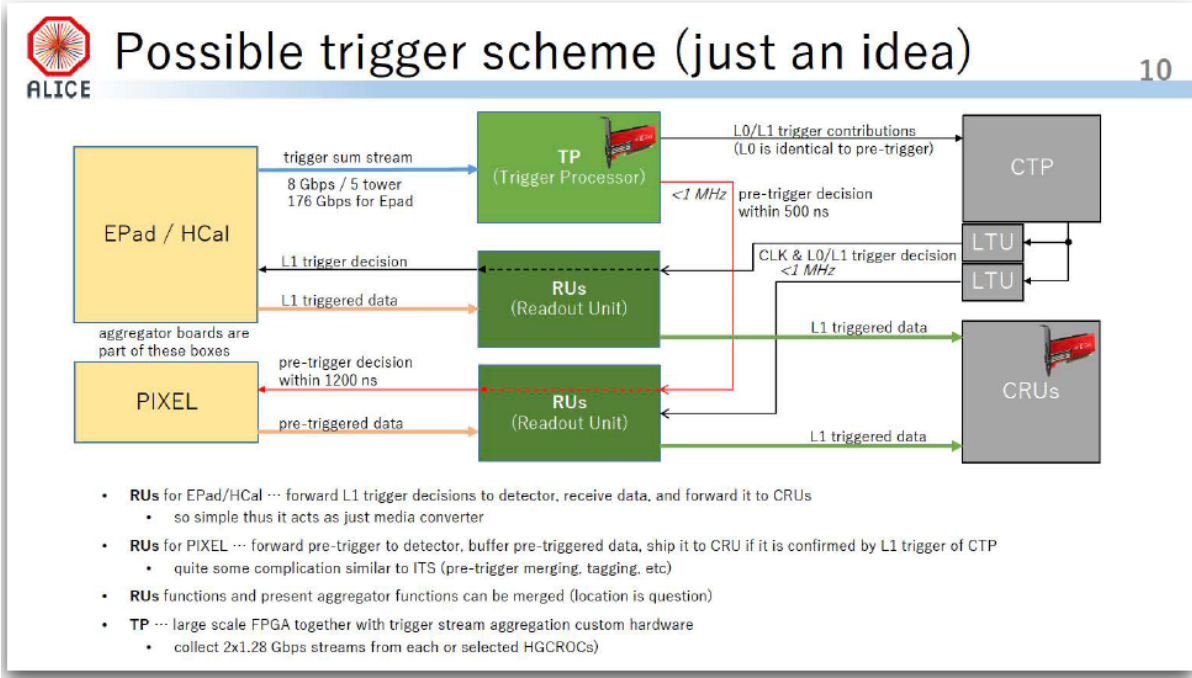 Possible trigger scheme (just an idea)
10
ALICE
EPad / HCal
trigger sum stream
8 Gbps / 5 tower
176 Gbps for Epad
TP
(Trigger Processor)
L0/L1 trigger contributions
(L0 is identical to pre-trigger)
CTP
<1 MHz
pre-trigger decision
within 500 ns
LTU
LTU
CLK & L0/L1 trigger decision
<1 MHz
L1 trigger decision
L1 triggered data
RUs
(Readout Unit)
L1 triggered data
aggregator boards are
part of these boxes
PIXEL
pre-trigger decision
within 1200 ns
pre-triggered data
RUs
(Readout Unit)
L1 triggered data
CRUs
• RUs for EPad/HCal ··· forward L1 trigger decisions to detector, receive data, and forward it to CRUs
• so simple thus it acts as just media converter
• RUs for PIXEL ··· forward pre-trigger to detector, buffer pre-triggered data, ship it to CRU if it is confirmed by L1 trigger of CTP
• quite some complication similar to ITS (pre-trigger merging, tagging, etc)
• RUs functions and present aggregator functions can be merged (location is question)
• TP ··· large scale FPGA together with trigger stream aggregation custom hardware
• collect 2x1.28 Gbps streams from each or selected HGCROCs)